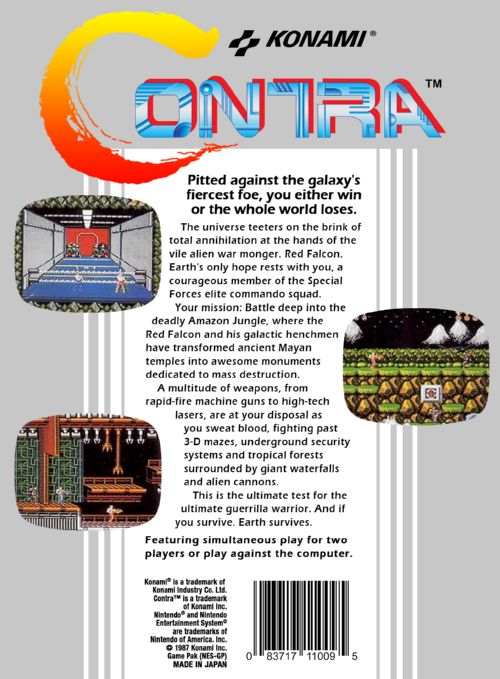 KONAMI®
CONTRA™
Pitted against the galaxy's
fiercest foe, you either win
or the whole world loses.
The universe teeters on the brink of
total annihilation at the hands of the
vile alien war monger. Red Falcon.
Earth's only hope rests with you, a
courageous member of the Special
Forces elite commando squad.
Your mission: Battle deep into the
deadly Amazon Jungle, where the
Red Falcon and his galactic henchmen
have transformed ancient Mayan
temples into awesome monuments
dedicated to mass destruction.
A multitude of weapons, from
rapid-fire machine guns to high-tech
lasers, are at your disposal as
you sweat blood, fighting past
3-D mazes, underground security
systems and tropical forests
surrounded by giant waterfalls
and alien cannons.
This is the ultimate test for the
ultimate guerrilla warrior. And if
you survive. Earth survives.
Featuring simultaneous play for two
players or play against the computer.
Konami® is a trademark of
Konami Industry Co. Ltd.
Contra™ is a trademark
of Konami Inc.
Nintendo® and Nintendo
Entertainment System®
are trademarks of
Nintendo of America. Inc.
© 1987 Konami Inc.
Game Pak (NES-GP)
MADE IN JAPAN
0 83717 11009 5